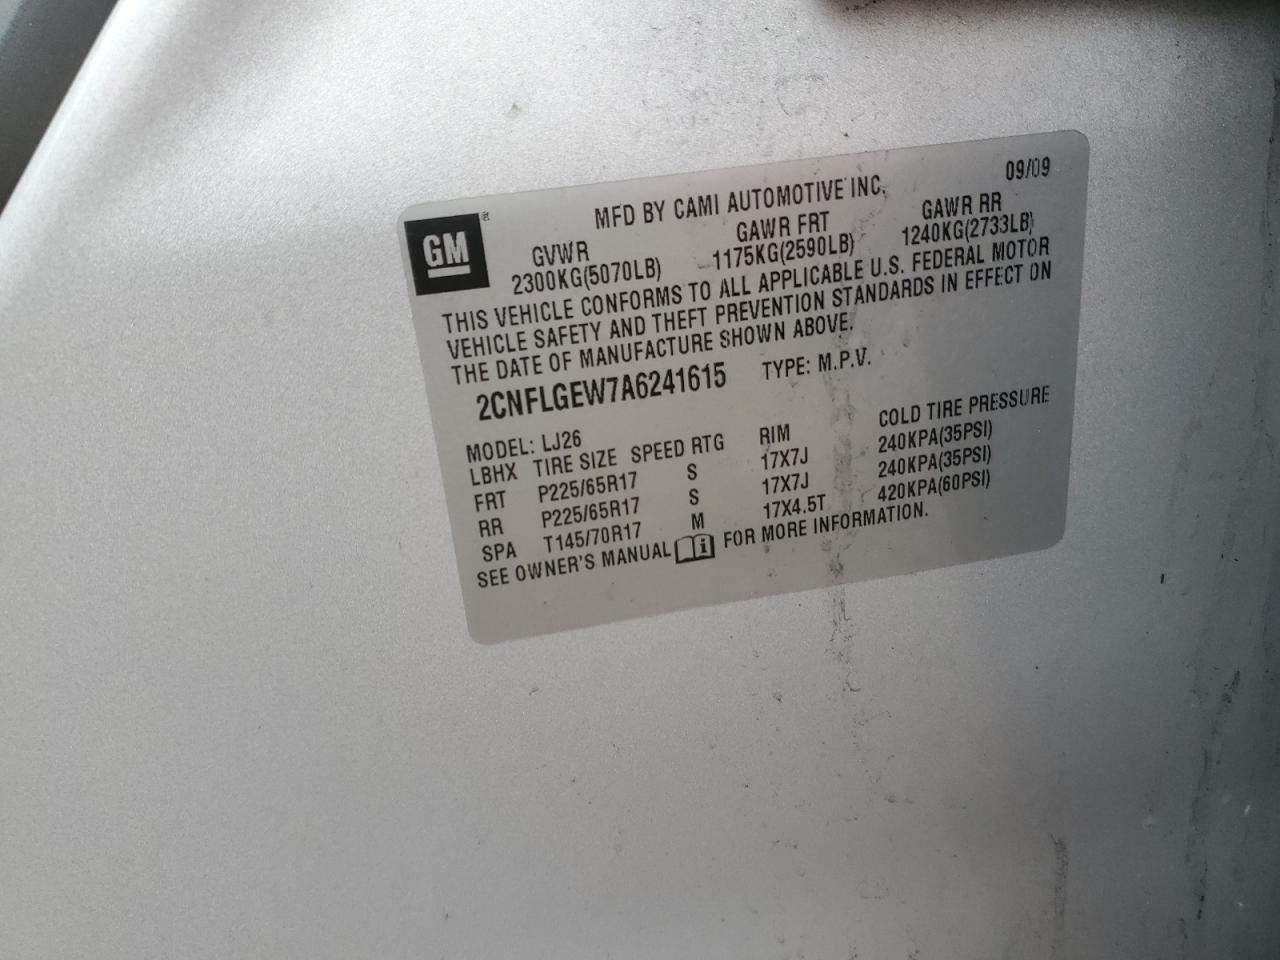 09/09
MFD BY CAMI AUTOMOTIVE INC.
GM
GVWR GAWR FRT GAWR RR
2300KG(5070LB) 1175KG(2590LB) 1240KG(2733LB)
THIS VEHICLE CONFORMS TO ALL APPLICABLE U.S. FEDERAL MOTOR
VEHICLE SAFETY AND THEFT PREVENTION STANDARDS IN EFFECT ON
THE DATE OF MANUFACTURE SHOWN ABOVE.
2CNFLGEW7A6241615 TYPE: M.P.V.
MODEL: LJ26
LBHX TIRE SIZE SPEED RTG RIM COLD TIRE PRESSURE
FRT P225/65R17 S 17X7J 240KPA(35PSI)
RR P225/65R17 S 17X7J 240KPA(35PSI)
SPA T145/70R17 M 17X4.5T 420KPA(60PSI)
SEE OWNER'S MANUAL i FOR MORE INFORMATION.